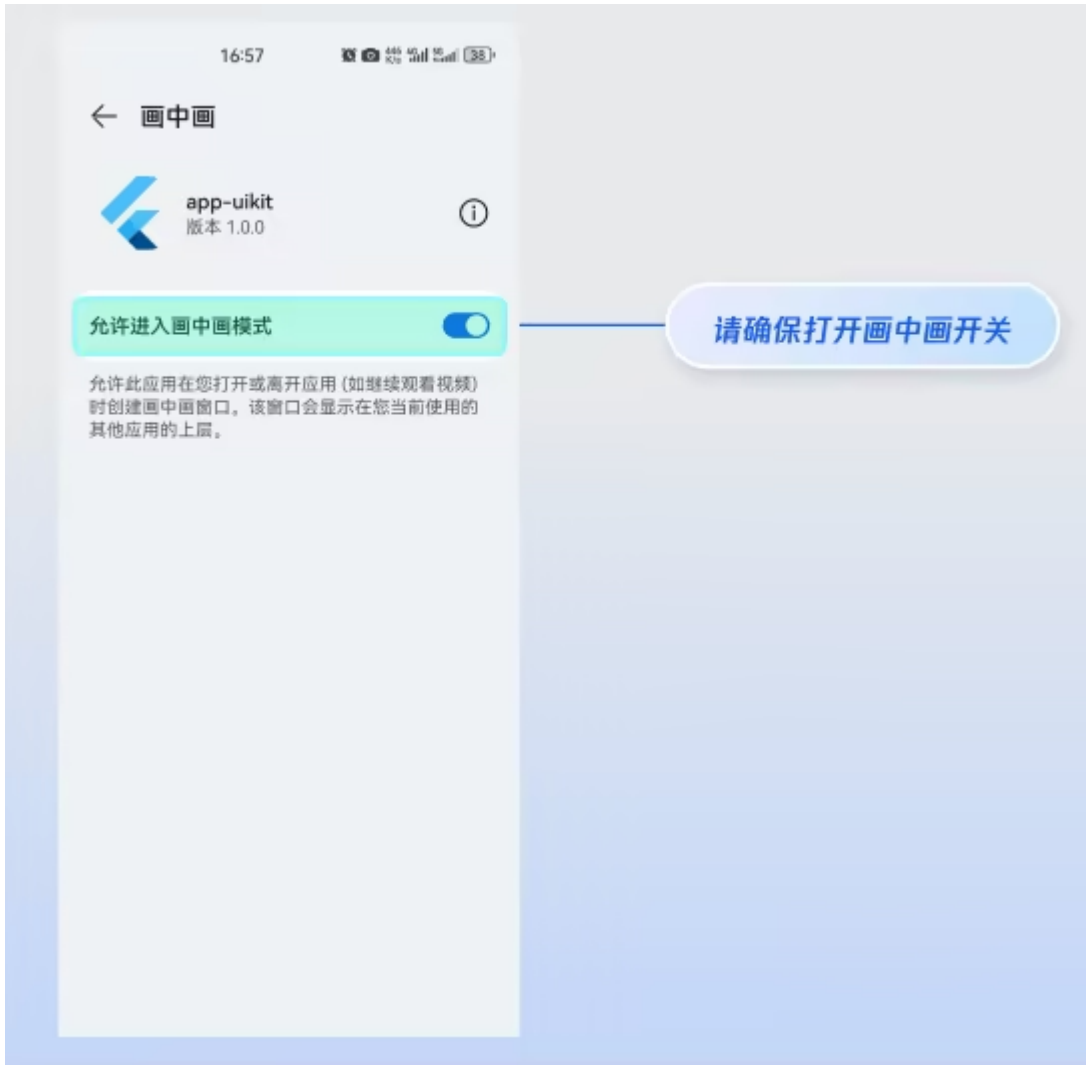 16:57
38
画中画
app-uikit
版本 1.0.0
允许进入画中画模式
请确保打开画中画开关
允许此应用在您打开或离开应用 (如继续观看视频)
时创建画中画窗口。该窗口会显示在您当前使用的
其他应用的上层。